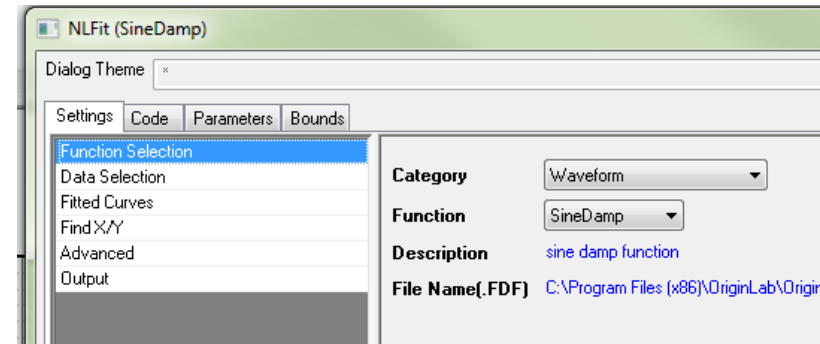 NLFit (SineDamp)
Dialog Theme *
Settings Code Parameters Bounds
Function Selection
Data Selection
Fitted Curves
Find X/Y
Advanced
Output
Category Waveform
Function SineDamp
Description sine damp function
File Name(.FDF) C:\Program Files (x86)\OriginLab\Origin